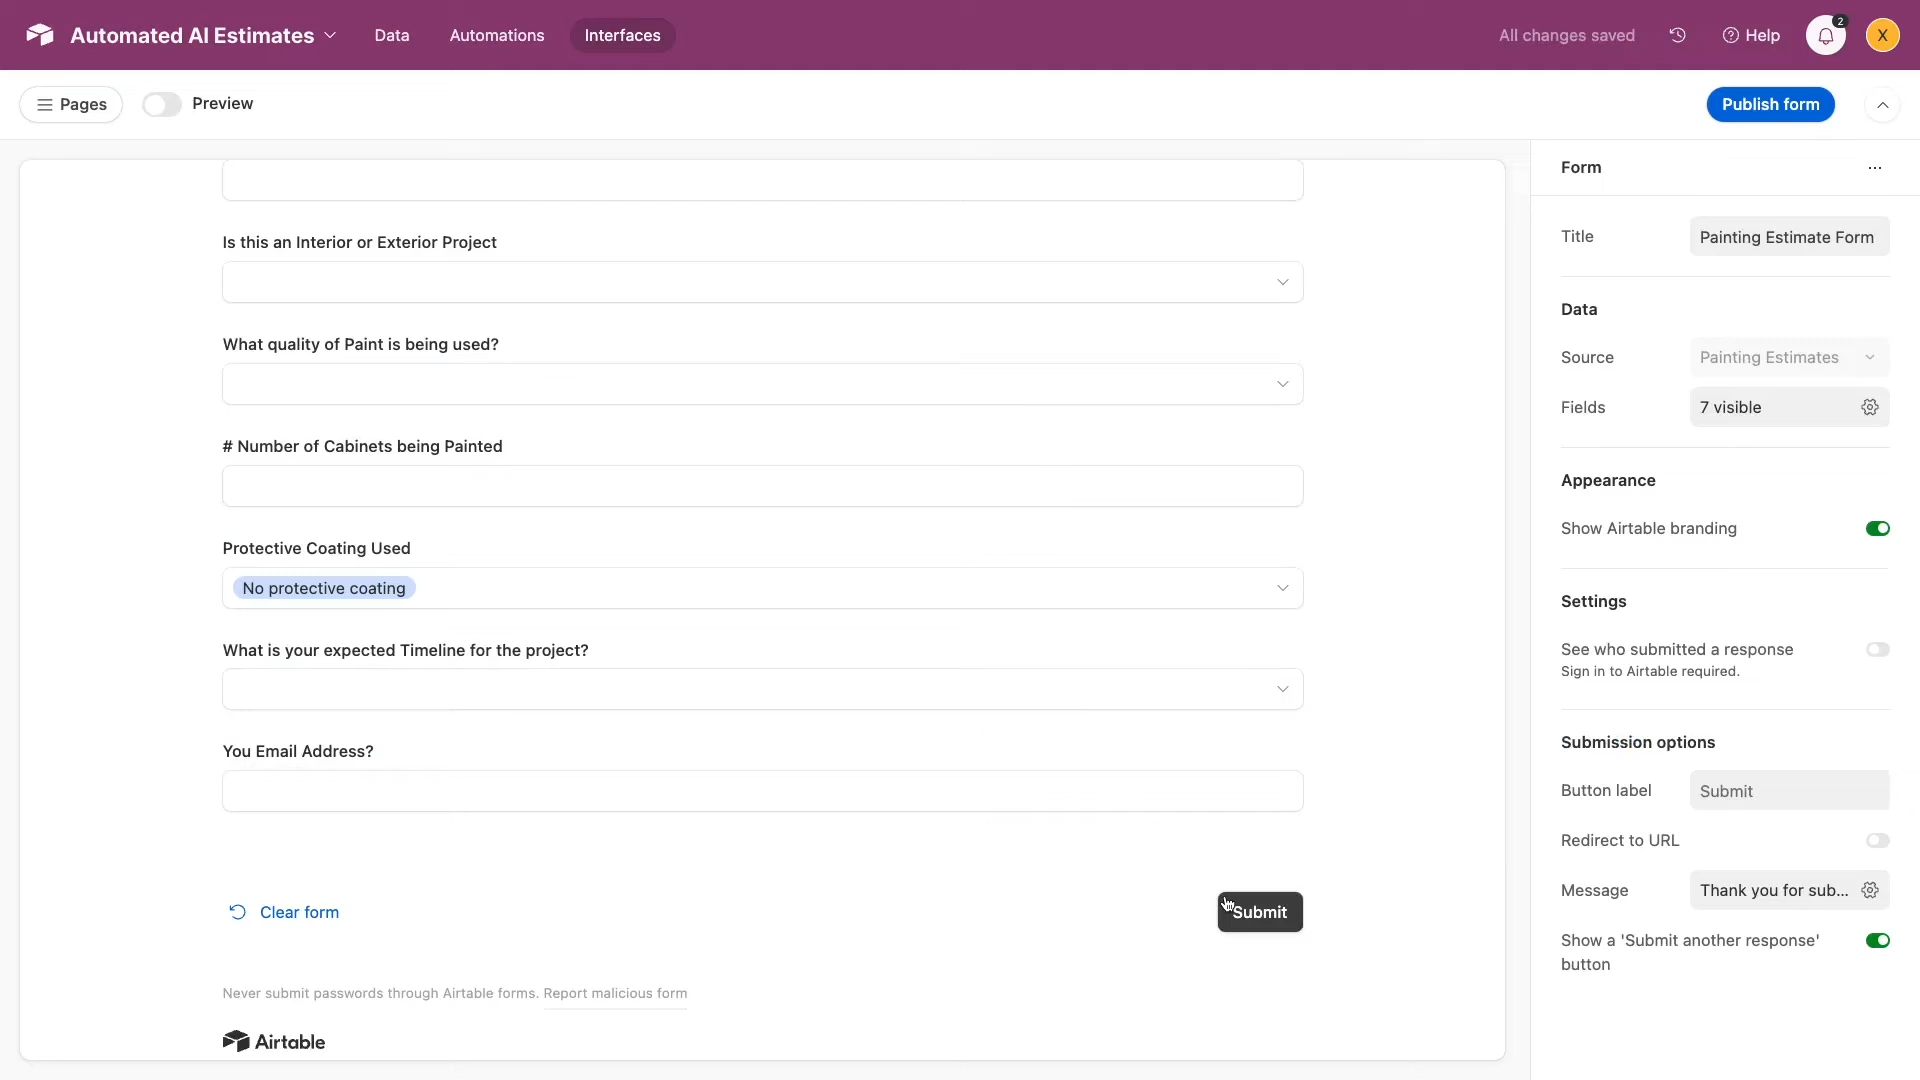 Automated AI Estimates
Data
Automations
Interfaces
All changes saved
Help
2
X
Pages
Preview
Publish form
Is this an Interior or Exterior Project
What quality of Paint is being used?
# Number of Cabinets being Painted
Protective Coating Used
No protective coating
What is your expected Timeline for the project?
You Email Address?
Clear form
Submit
Never submit passwords through Airtable forms. Report malicious form
Airtable
Form
Title
Painting Estimate Form
Data
Source
Painting Estimates
Fields
7 visible
Appearance
Show Airtable branding
Settings
See who submitted a response
Sign in to Airtable required.
Submission options
Button label
Submit
Redirect to URL
Message
Thank you for sub...
Show a 'Submit another response'
button